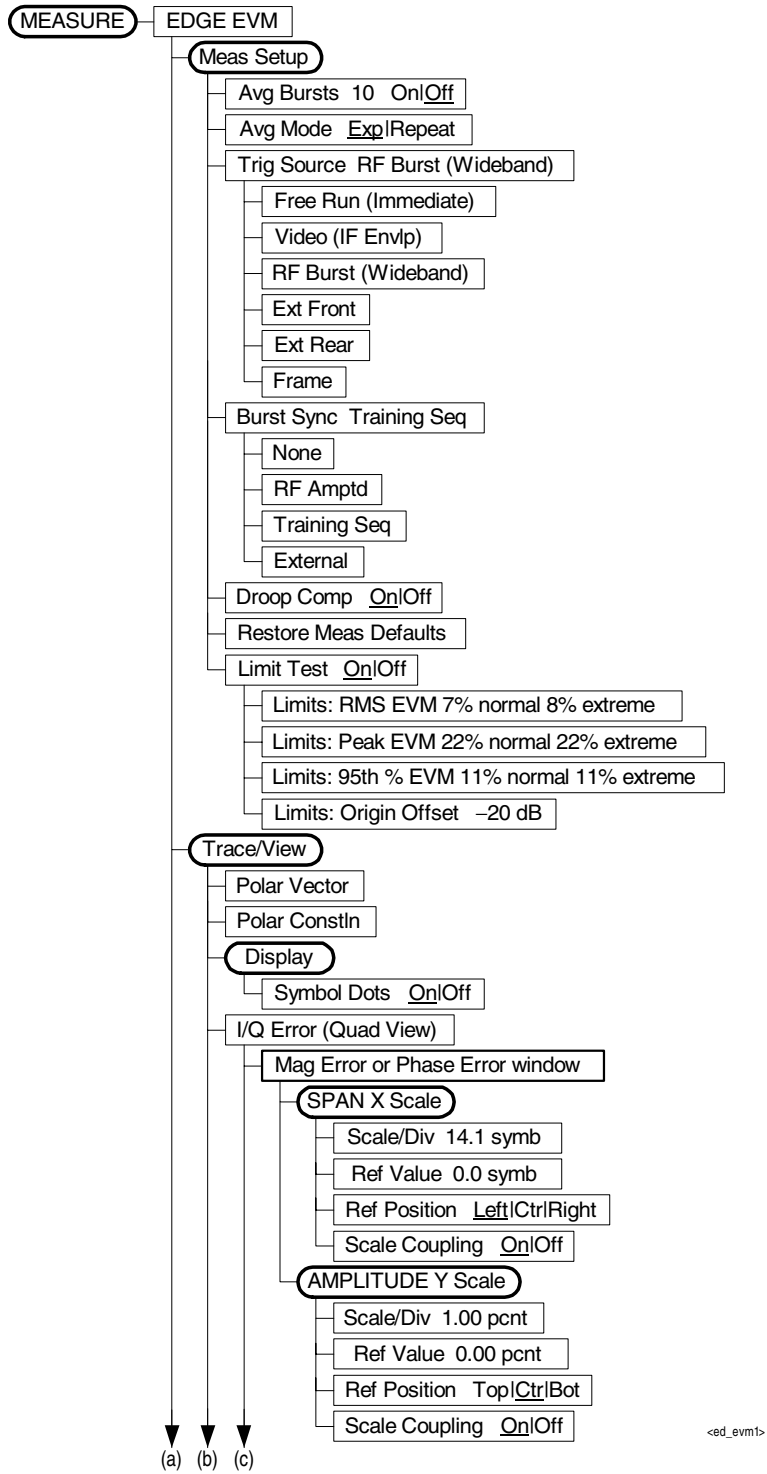 MEASURE EDGE EVM
Meas Setup
Avg Bursts 10 On|Off
Avg Mode Exp|Repeat
Trig Source RF Burst (Wideband)
Free Run (Immediate)
Video (IF Envlp)
RF Burst (Wideband)
Ext Front
Ext Rear
Frame
Burst Sync Training Seq
None
RF Amptd
Training Seq
External
Droop Comp On|Off
Restore Meas Defaults
Limit Test On|Off
Limits: RMS EVM 7% normal 8% extreme
Limits: Peak EVM 22% normal 22% extreme
Limits: 95th % EVM 11% normal 11% extreme
Limits: Origin Offset –20 dB
Trace/View
Polar Vector
Polar Constln
Display
Symbol Dots On|Off
I/Q Error (Quad View)
Mag Error or Phase Error window
SPAN X Scale
Scale/Div 14.1 symb
Ref Value 0.0 symb
Ref Position Left|Ctr|Right
Scale Coupling On|Off
AMPLITUDE Y Scale
Scale/Div 1.00 pcnt
Ref Value 0.00 pcnt
Ref Position Top|Ctr|Bot
Scale Coupling On|Off
<ed_evm1>
(a) (b) (c)